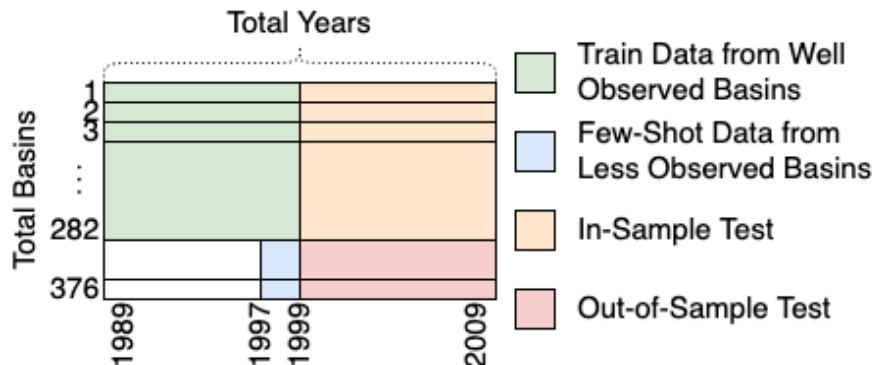 Total Years
Total Basins
1
2
3
...
282
376
1989
1997
1999
2009
Train Data from Well
Observed Basins
Few-Shot Data from
Less Observed Basins
In-Sample Test
Out-of-Sample Test